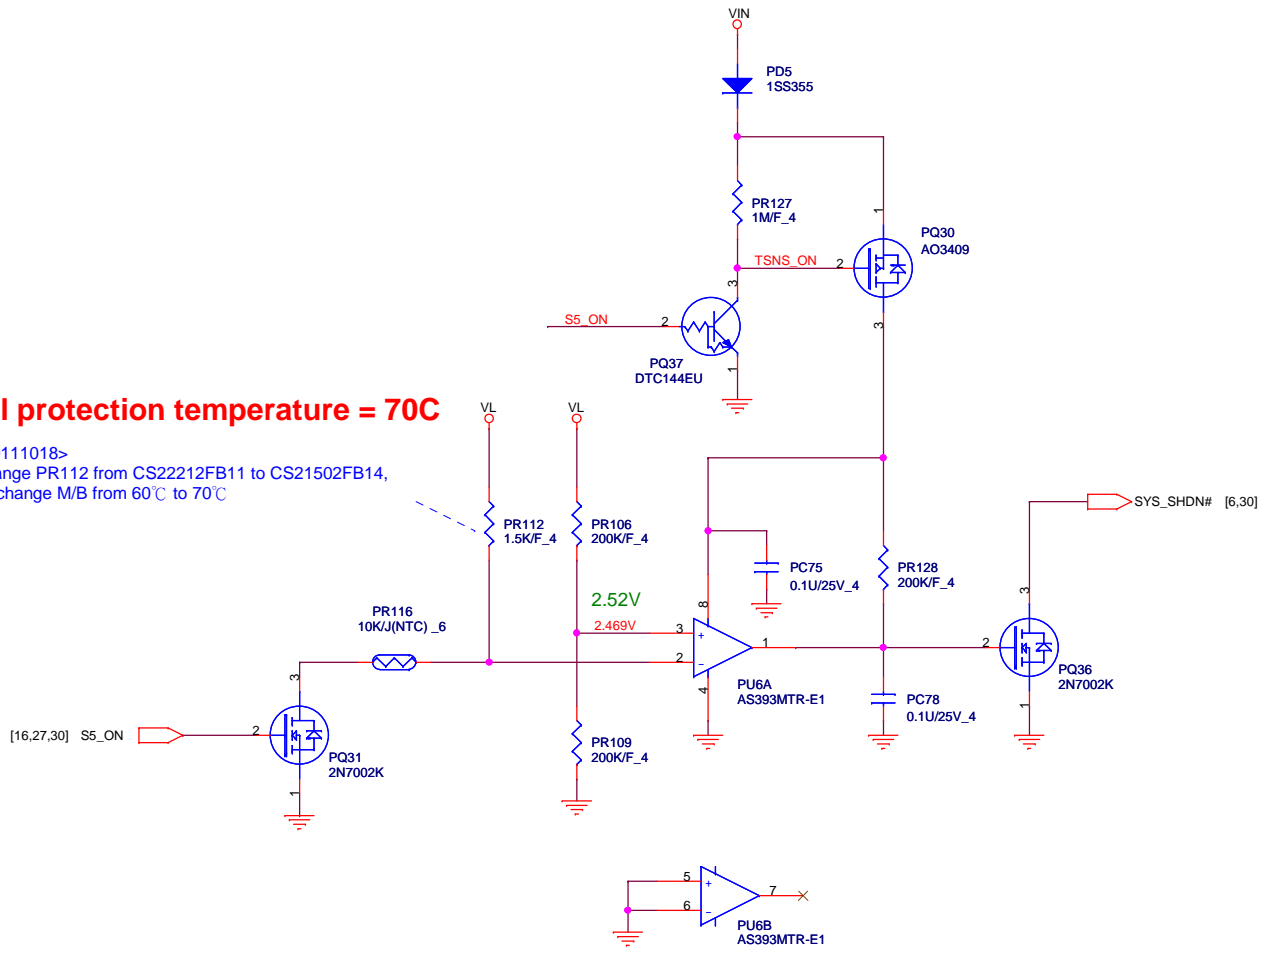 VIN
PD5
1SS355
PR127
1M/F_4
1
PQ30
AO3409
TSNS_ON
2
3
3
S5_ON
2
PQ37
DTC144EU
1
l protection temperature = 70C
111018>
ange PR112 from CS22212FB11 to CS21502FB14,
change M/B from 60℃ to 70℃
VL
VL
PR112
1.5K/F_4
PR106
200K/F_4
PC75
0.1U/25V_4
PR128
200K/F_4
SYS_SHDN# [6,30]
2.52V
2.469V
PR116
10K/J(NTC) _6
8
3
+
2
-
1
4
PU6A
AS393MTR-E1
PC78
0.1U/25V_4
3
2
PQ36
2N7002K
1
3
[16,27,30] S5_ON
2
PQ31
2N7002K
1
PR109
200K/F_4
5
+
6
-
7
PU6B
AS393MTR-E1